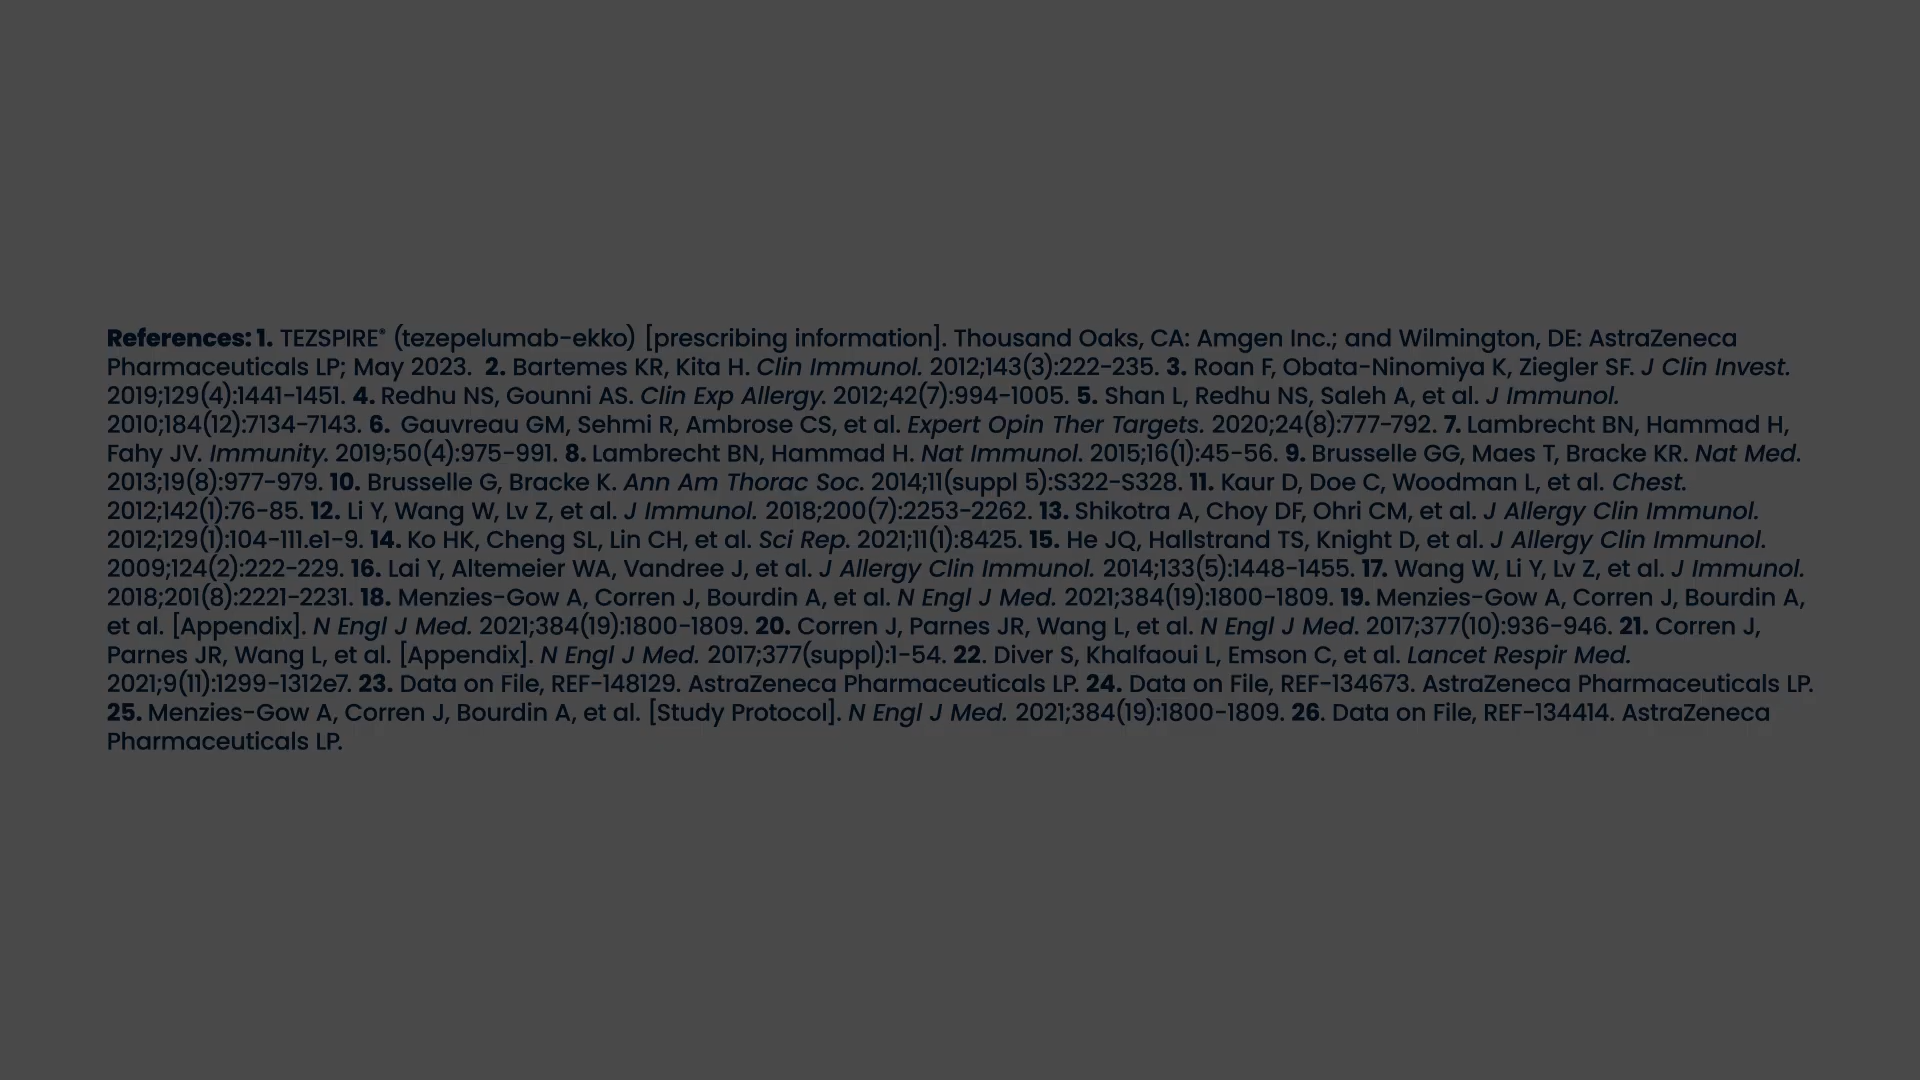 References: 1. TEZSPIRE® (tezepelumab-ekko) [prescribing information]. Thousand Oaks, CA: Amgen Inc.; and Wilmington, DE: AstraZeneca
Pharmaceuticals LP; May 2023. 2. Bartemes KR, Kita H. Clin Immunol. 2012;143(3):222-235. 3. Roan F, Obata-Ninomiya K, Ziegler SF. J Clin Invest.
2019;129(4):1441-1451. 4. Redhu NS, Gounni AS. Clin Exp Allergy. 2012;42(7):994-1005. 5. Shan L, Redhu NS, Saleh A, et al. J Immunol.
2010;184(12):7134-7143. 6. Gauvreau GM, Sehmi R, Ambrose CS, et al. Expert Opin Ther Targets. 2020;24(8):777-792. 7. Lambrecht BN, Hammad H,
Fahy JV. Immunity. 2019;50(4):975-991. 8. Lambrecht BN, Hammad H. Nat Immunol. 2015;16(1):45-56. 9. Brusselle GG, Maes T, Bracke KR. Nat Med.
2013;19(8):977-979. 10. Brusselle G, Bracke K. Ann Am Thorac Soc. 2014;11(suppl 5):S322-S328. 11. Kaur D, Doe C, Woodman L, et al. Chest.
2012;142(1):76-85. 12. Li Y, Wang W, Lv Z, et al. J Immunol. 2018;200(7):2253-2262. 13. Shikotra A, Choy DF, Ohri CM, et al. J Allergy Clin Immunol.
2012;129(1):104-111.e1-9. 14. Ko HK, Cheng SL, Lin CH, et al. Sci Rep. 2021;11(1):8425. 15. He JQ, Hallstrand TS, Knight D, et al. J Allergy Clin Immunol.
2009;124(2):222-229. 16. Lai Y, Altemeier WA, Vandree J, et al. J Allergy Clin Immunol. 2014;133(5):1448-1455. 17. Wang W, Li Y, Lv Z, et al. J Immunol.
2018;201(8):2221-2231. 18. Menzies-Gow A, Corren J, Bourdin A, et al. N Engl J Med. 2021;384(19):1800-1809. 19. Menzies-Gow A, Corren J, Bourdin A,
et al. [Appendix]. N Engl J Med. 2021;384(19):1800-1809. 20. Corren J, Parnes JR, Wang L, et al. N Engl J Med. 2017;377(10):936-946. 21. Corren J,
Parnes JR, Wang L, et al. [Appendix]. N Engl J Med. 2017;377(suppl):1-54. 22. Diver S, Khalfaoui L, Emson C, et al. Lancet Respir Med.
2021;9(11):1299-1312e7. 23. Data on File, REF-148129. AstraZeneca Pharmaceuticals LP. 24. Data on File, REF-134673. AstraZeneca Pharmaceuticals LP.
25. Menzies-Gow A, Corren J, Bourdin A, et al. [Study Protocol]. N Engl J Med. 2021;384(19):1800-1809. 26. Data on File, REF-134414. AstraZeneca
Pharmaceuticals LP.